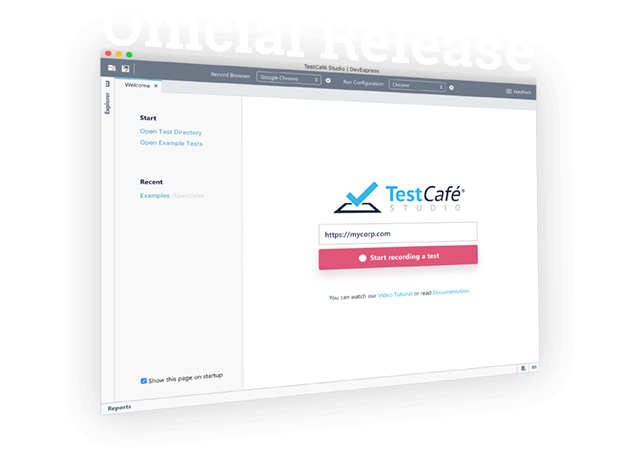 Official Release
TestCafé Studio | DevExpress
Record Browser: Google Chrome Run Configuration: Chrome Feedback
Explorer
Welcome ×
Start
Open Test Directory
Open Example Tests
Recent
Examples /Users/alex
TestCafé®
STUDIO
https://mycorp.com
Start recording a test
You can watch our Video Tutorial or read Documentation.
Show this page on startup
Reports